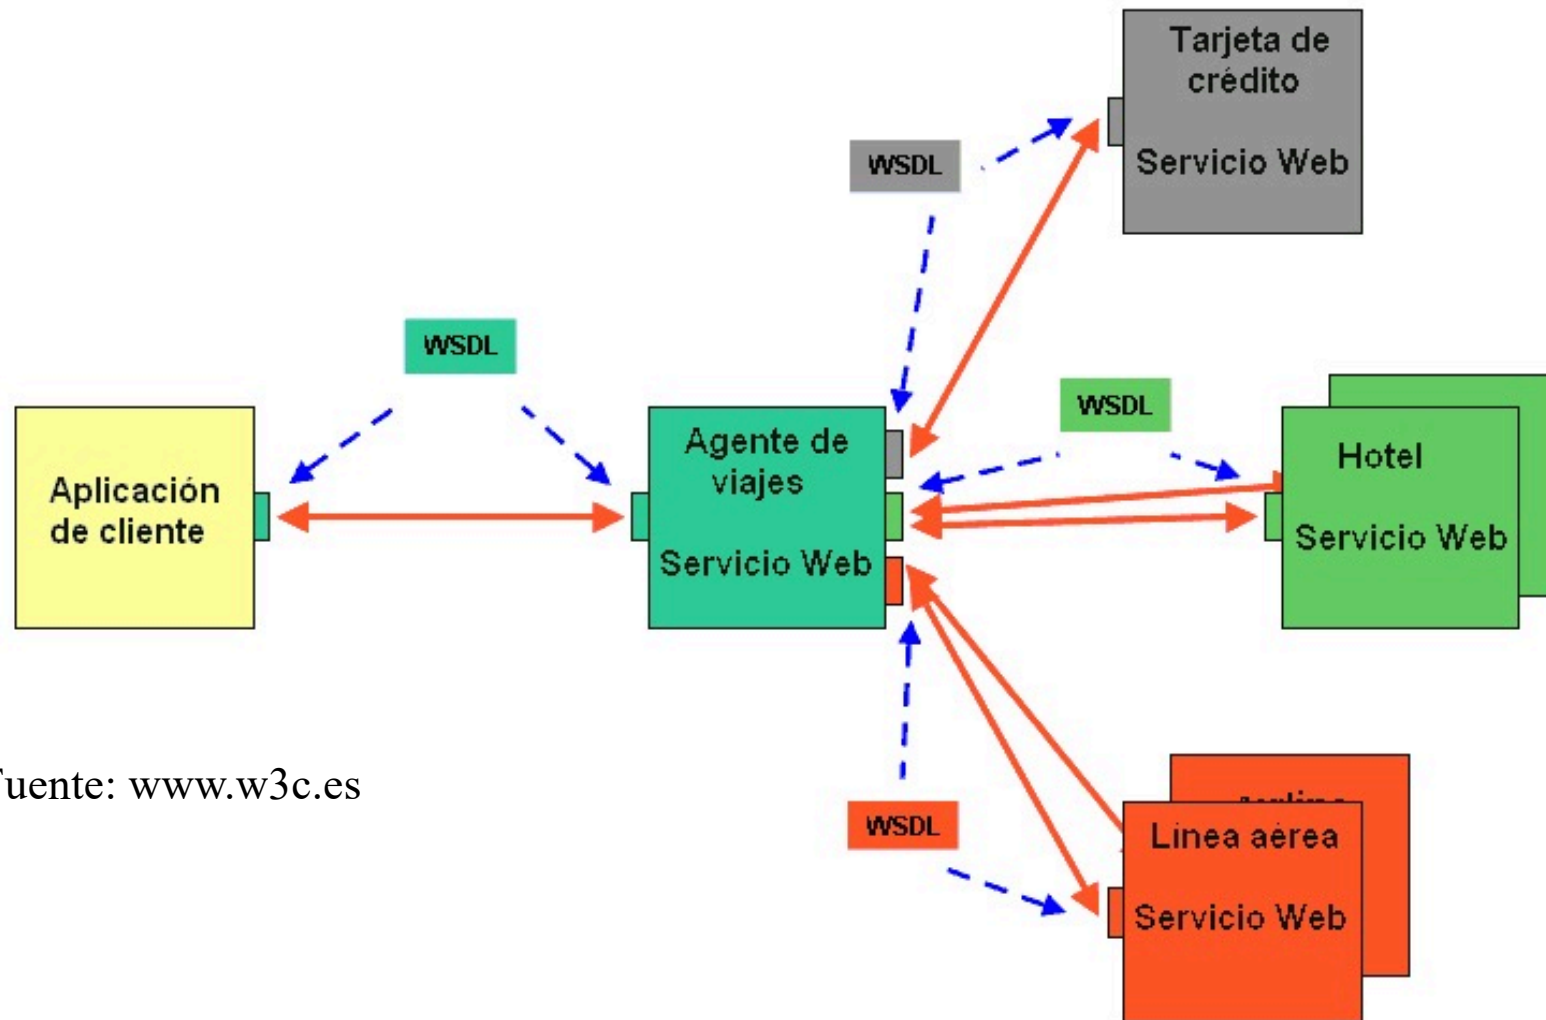 Tarjeta de
crédito
Servicio Web
WSDL
WSDL
WSDL
Aplicación
de cliente
Agente de
viajes
Servicio Web
Hotel
Servicio Web
uente: www.w3c.es
WSDL
Línea aérea
Servicio Web